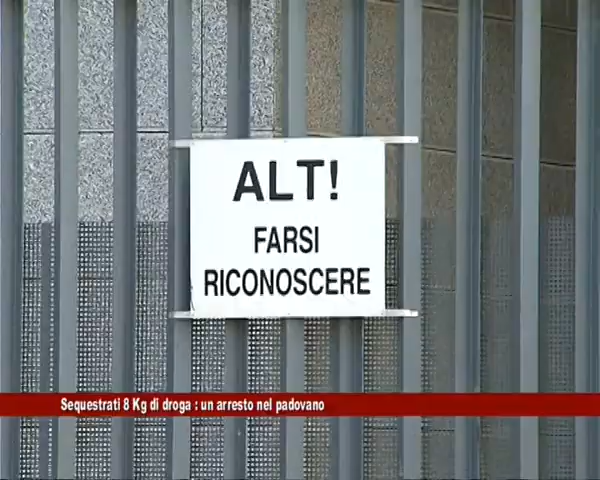 ALT!
FARSI
RICONOSCERE
Sequestrati 8 Kg di droga : un arresto nel padovano